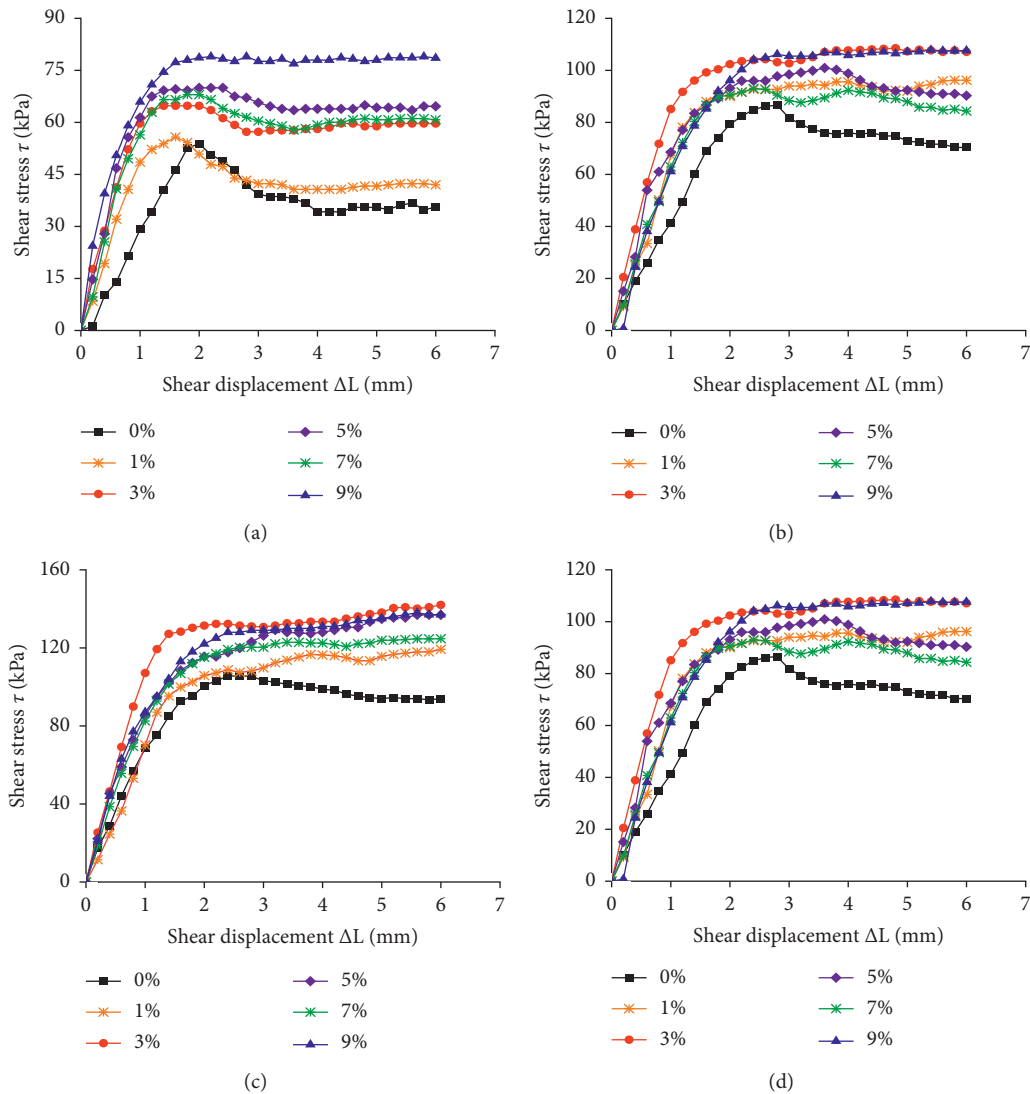 90
75
60
45
30
15
0
Shear stress τ (kPa)
0 1 2 3 4 5 6 7
Shear displacement ΔL (mm)
0% 5%
1% 7%
3% 9%
(a)
120
100
80
60
40
20
0
Shear stress τ (kPa)
0 1 2 3 4 5 6 7
Shear displacement ΔL (mm)
0% 5%
1% 7%
3% 9%
(b)
160
120
80
40
0
Shear stress τ (kPa)
0 1 2 3 4 5 6 7
Shear displacement ΔL (mm)
0% 5%
1% 7%
3% 9%
(c)
120
100
80
60
40
20
0
Shear stress τ (kPa)
0 1 2 3 4 5 6 7
Shear displacement ΔL (mm)
0% 5%
1% 7%
3% 9%
(d)